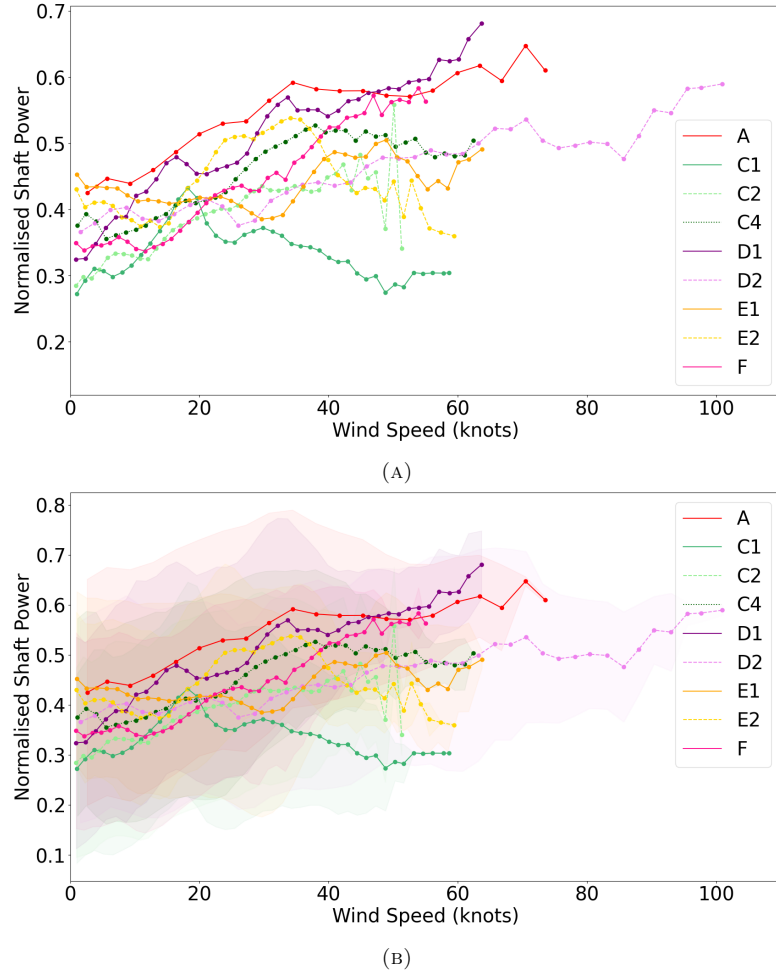 0.7
0.6
0.5
0.4
0.3
0.2
Normalised Shaft Power
0 20 40 60 80 100
Wind Speed (knots)
A
C1
C2
C4
D1
D2
E1
E2
F
(A)
0.8
0.7
0.6
0.5
0.4
0.3
0.2
0.1
Normalised Shaft Power
0 20 40 60 80 100
Wind Speed (knots)
A
C1
C2
C4
D1
D2
E1
E2
F
(B)